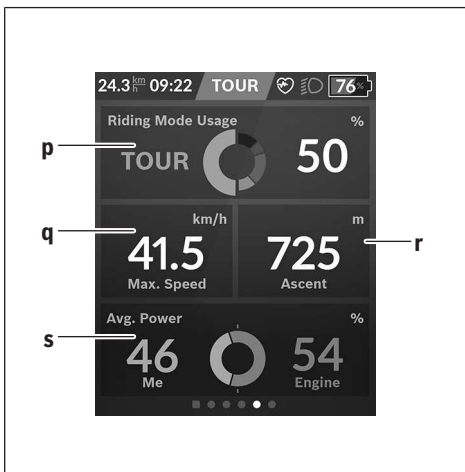 24.3 km/h 09:22 TOUR 76%
Riding Mode Usage %
p TOUR 50
km/h m
q 41.5 725 r
Max. Speed Ascent
Avg. Power %
s 46 54
Me Engine